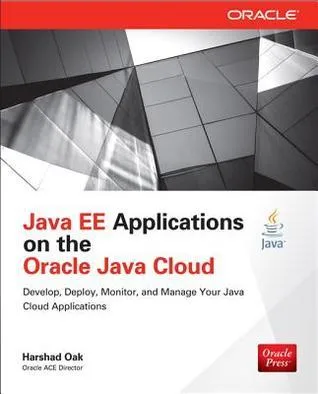 ORACLE
Java EE Applications
on the
Oracle Java Cloud
Java
Develop, Deploy, Monitor, and Manage Your Java
Cloud Applications
Harshad Oak
Oracle ACE Director
Oracle
Press